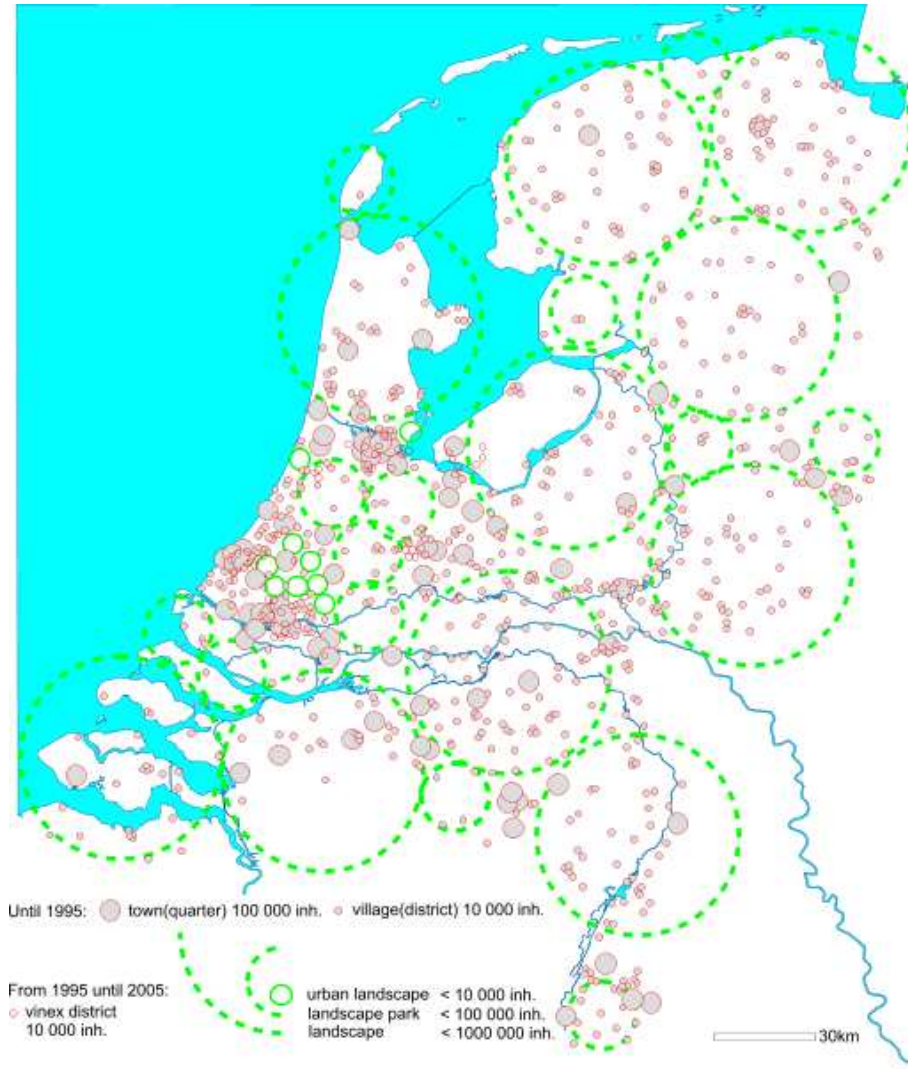 Until 1995: town(quarter) 100 000 inh. village(district) 10 000 inh.
From 1995 until 2005:
vinex district
10 000 inh.
urban landscape < 10 000 inh.
landscape park < 100 000 inh.
landscape < 1000 000 inh.
30km